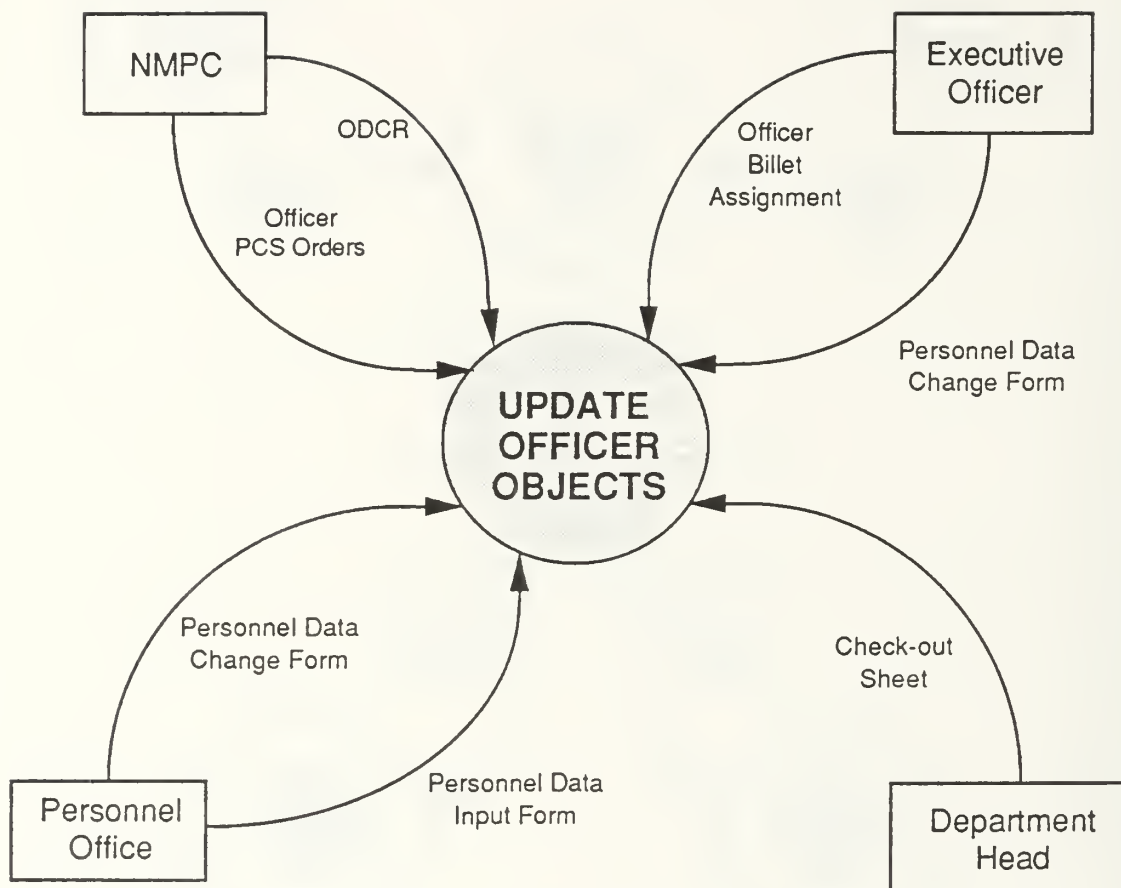 NMPC
Executive
Officer
ODCR
Officer
Billet
Assignment
Officer
PCS Orders
Personnel Data
Change Form
UPDATE
OFFICER
OBJECTS
Personnel Data
Change Form
Check-out
Sheet
Personnel Data
Input Form
Personnel
Office
Department
Head